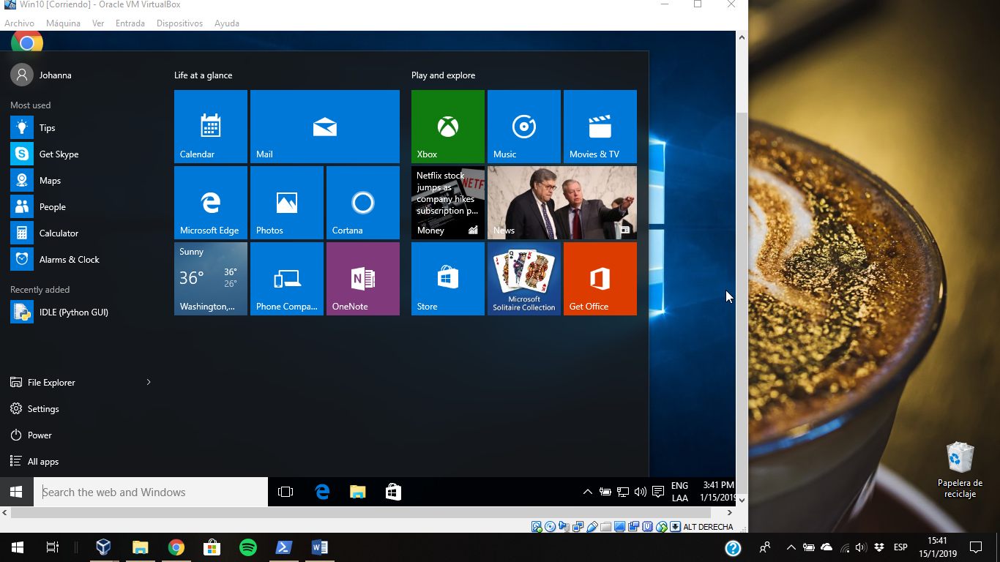 Win10 [Corriendo] - Oracle VM VirtualBox
Archivo Máquina Ver Entrada Dispositivos Ayuda
Johanna
Most used
Tips
Get Skype
Maps
People
Calculator
Alarms & Clock
Recently added
IDLE (Python GUI)
File Explorer
Settings
Power
All apps
Life at a glance
Calendar
Mail
Microsoft Edge
Photos
Cortana
Sunny
36°
36°
26°
Washington,...
Phone Compa...
OneNote
Play and explore
Xbox
Music
Movies & TV
Netflix stock
jumps as
company hikes
subscription p...
Money
NETF
News
Store
Microsoft
Solitaire Collection
Get Office
Search the web and Windows
ENG
LAA
3:41 PM
1/15/2019
ALT DERECHA
Papelera de
reciclaje
ESP
15:41
15/1/2019